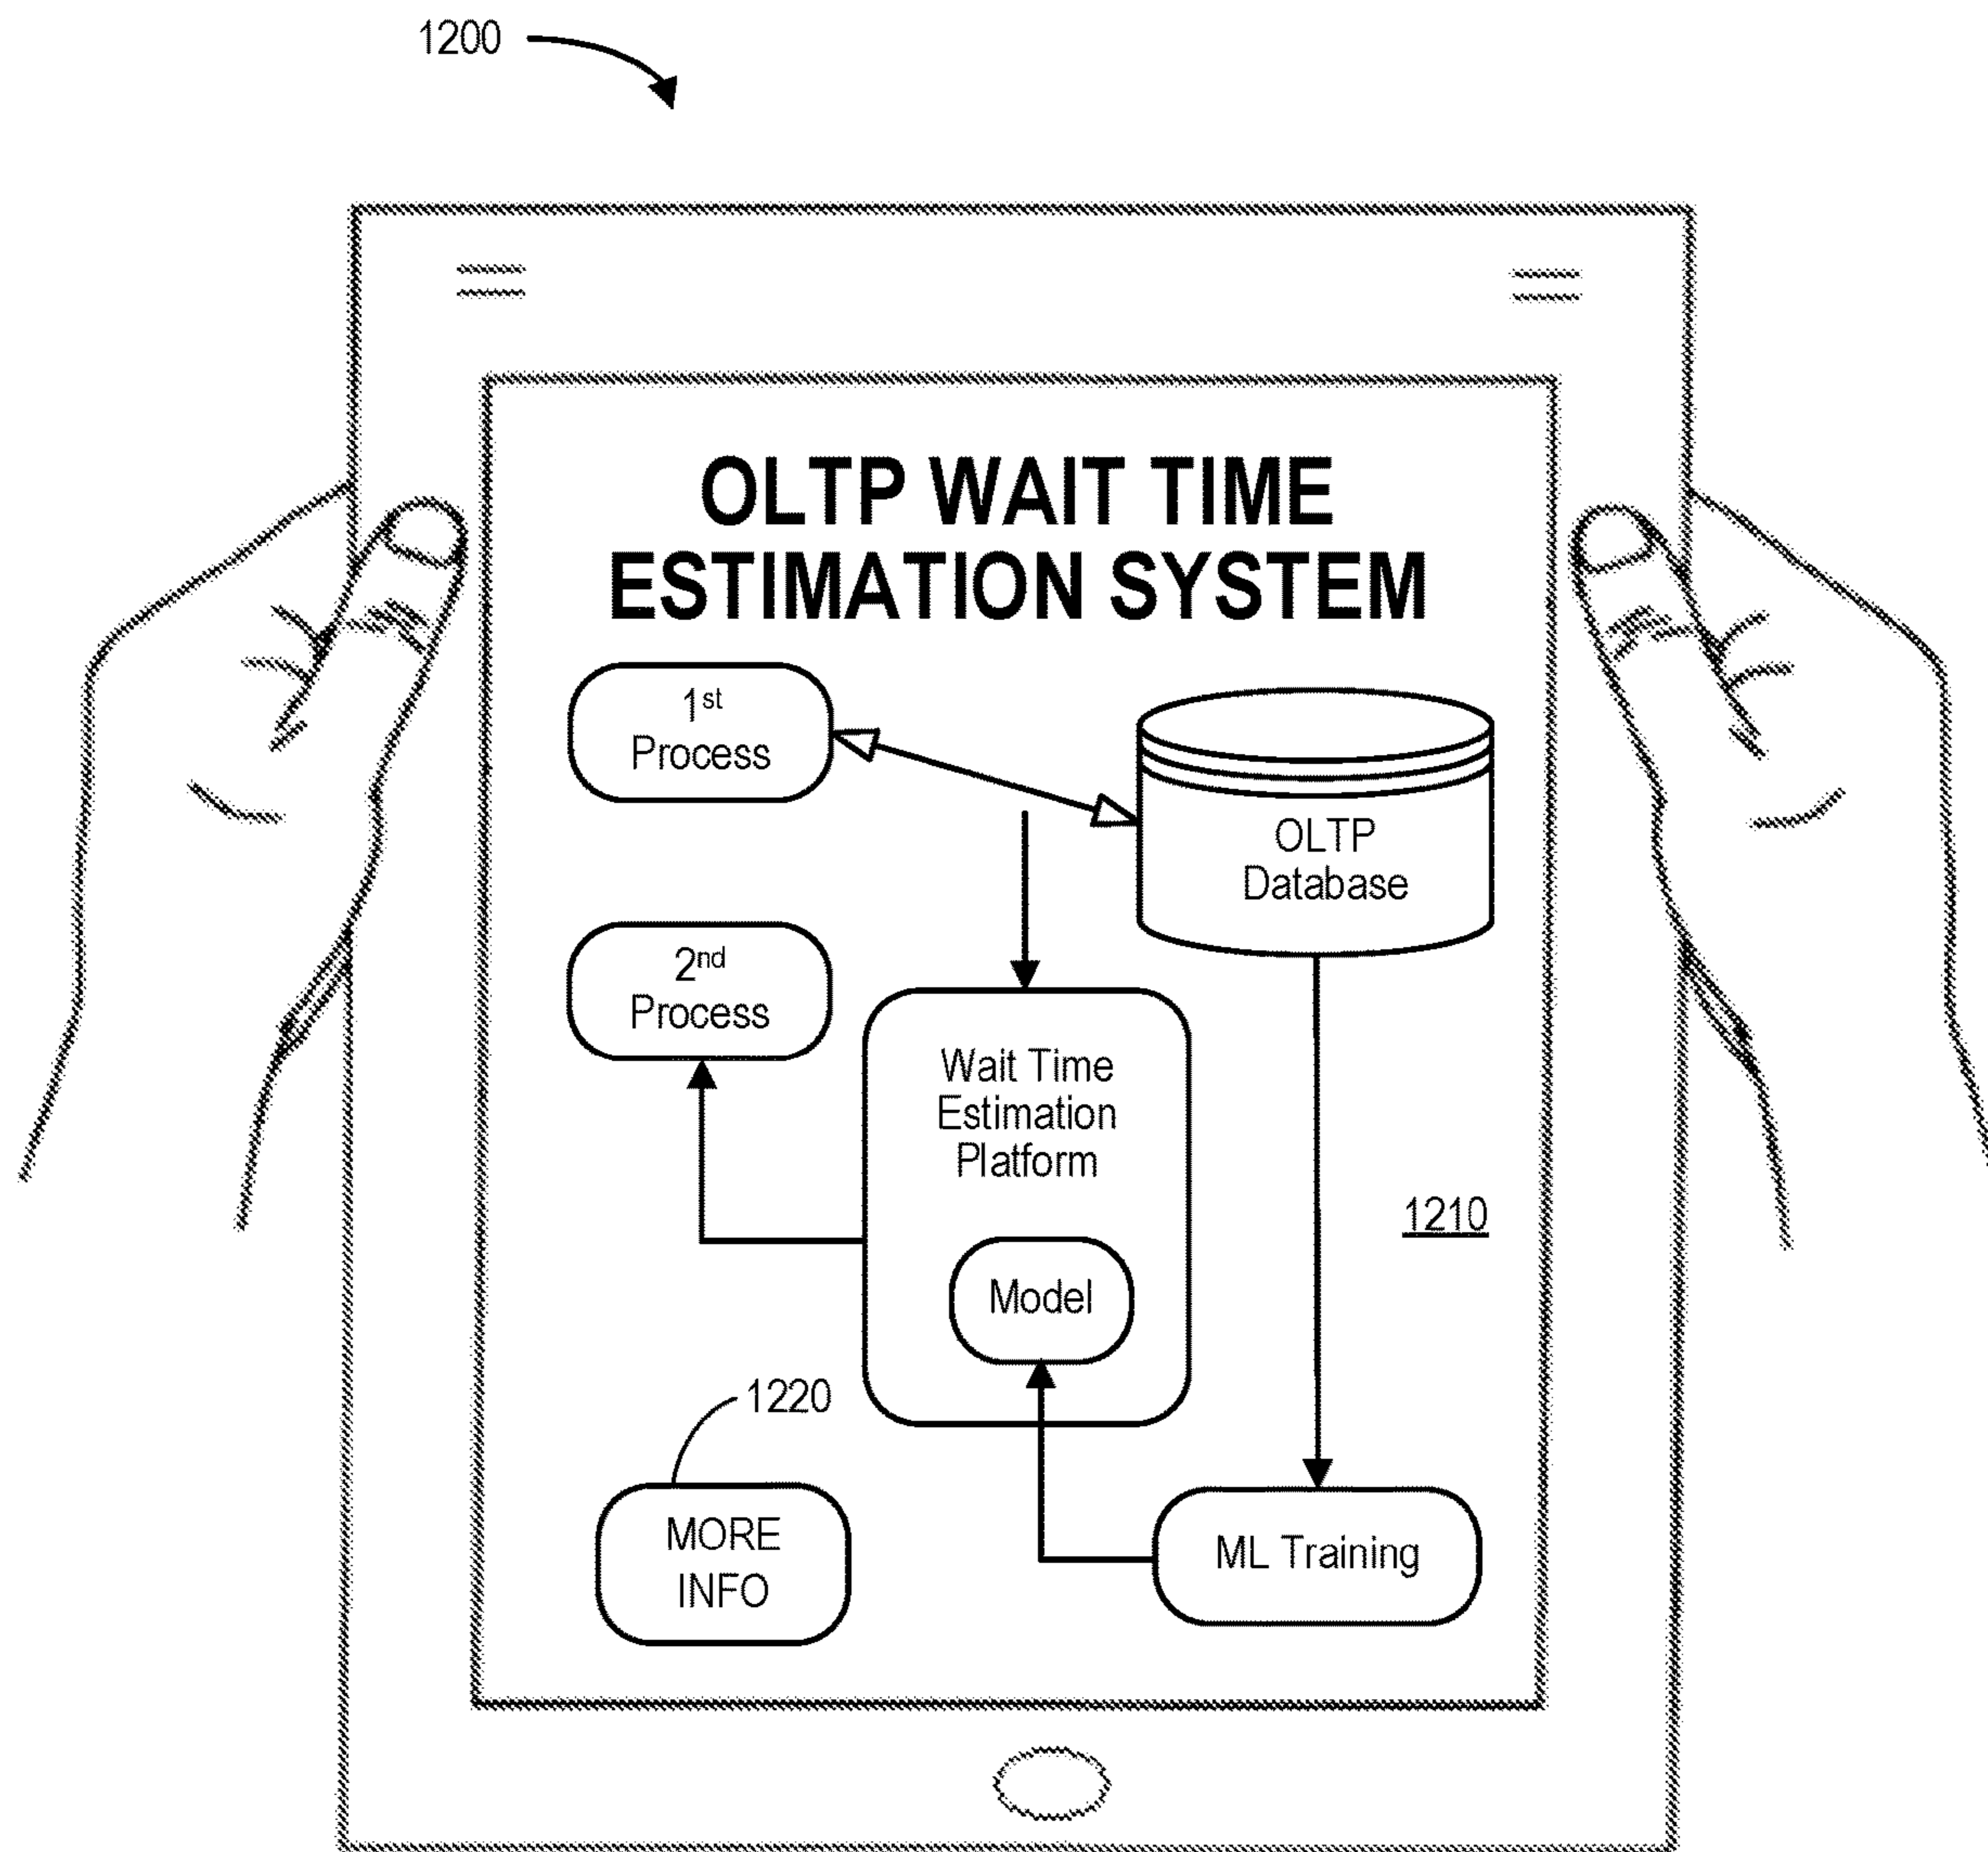 1200
OLTP WAIT TIME
ESTIMATION SYSTEM
1st
Process
OLTP
Database
2nd
Process
Wait Time
Estimation
Platform
1210
Model
1220
MORE
INFO
ML Training